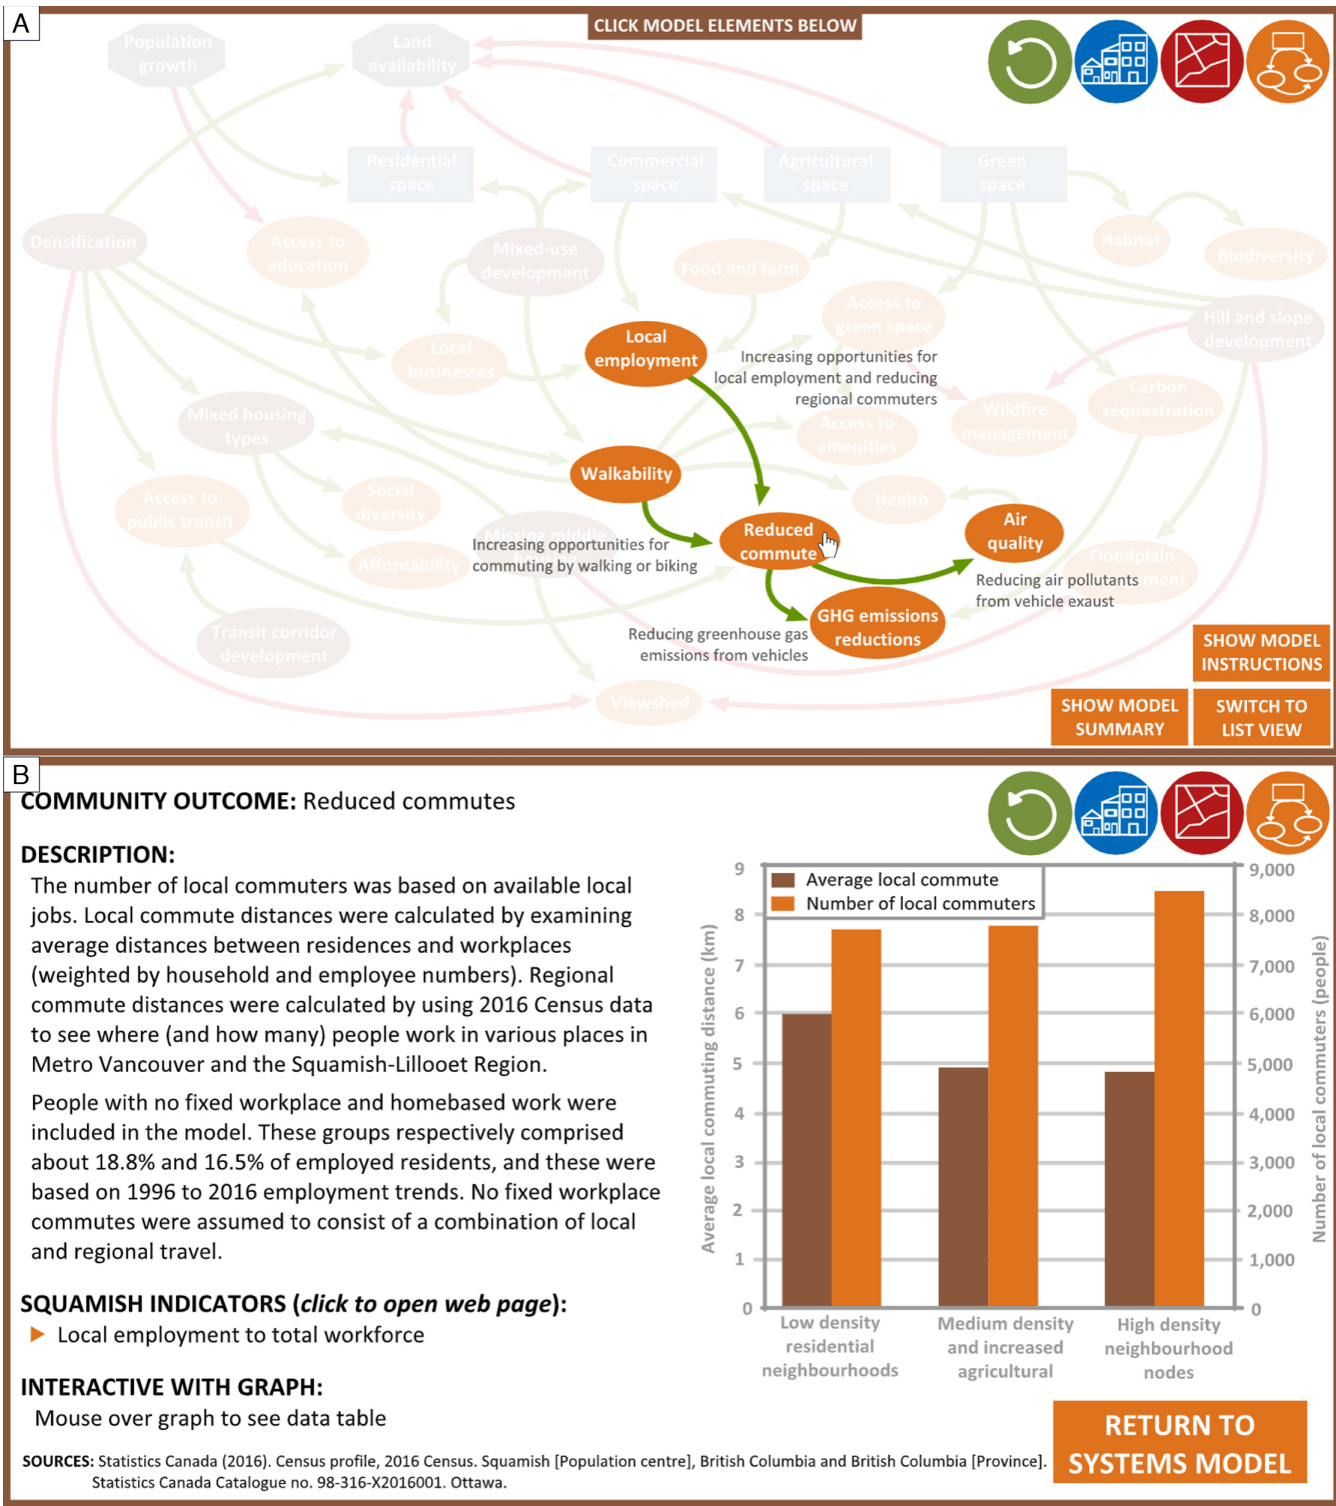 A
CLICK MODEL ELEMENTS BELOW
Population
growth
Land
availability
Residential
space
Commercial
space
Agricultural
space
Green
space
Densification
Access to
education
Mixed-use
development
Food and farm
Habitat
Biodiversity
Access to
green space
Hill and slope
development
Local
businesses
Local
employment
Increasing opportunities for
local employment and reducing
regional commuters
Carbon
sequestration
Mixed housing
types
Wildfire
management
Access to
amenities
Walkability
Access to
public transit
Social
diversity
Health
Missing middle
Reduced
commute
Air
quality
Increasing opportunities for
commuting by walking or biking
Affordability
Floodplain
Reducing air pollutants
from vehicle exaust
Transit corridor
development
GHG emissions
reductions
Reducing greenhouse gas
emissions from vehicles
Viewshed
SHOW MODEL
INSTRUCTIONS
SHOW MODEL
SUMMARY
SWITCH TO
LIST VIEW
B
COMMUNITY OUTCOME: Reduced commutes
DESCRIPTION:
The number of local commuters was based on available local
jobs. Local commute distances were calculated by examining
average distances between residences and workplaces
(weighted by household and employee numbers). Regional
commute distances were calculated by using 2016 Census data
to see where (and how many) people work in various places in
Metro Vancouver and the Squamish-Lillooet Region.
People with no fixed workplace and homebased work were
included in the model. These groups respectively comprised
about 18.8% and 16.5% of employed residents, and these were
based on 1996 to 2016 employment trends. No fixed workplace
commutes were assumed to consist of a combination of local
and regional travel.
SQUAMISH INDICATORS (click to open web page):
Local employment to total workforce
INTERACTIVE WITH GRAPH:
Mouse over graph to see data table
Average local commute
Number of local commuters
Average local commuting distance (km)
9
8
7
6
5
4
3
2
1
0
9,000
8,000
7,000
6,000
5,000
4,000
3,000
2,000
1,000
0
Number of local commuters (people)
Low density
residential
neighbourhoods
Medium density
and increased
agricultural
High density
neighbourhood
nodes
RETURN TO
SYSTEMS MODEL
SOURCES: Statistics Canada (2016). Census profile, 2016 Census. Squamish [Population centre], British Columbia and British Columbia [Province].
Statistics Canada Catalogue no. 98-316-X2016001. Ottawa.